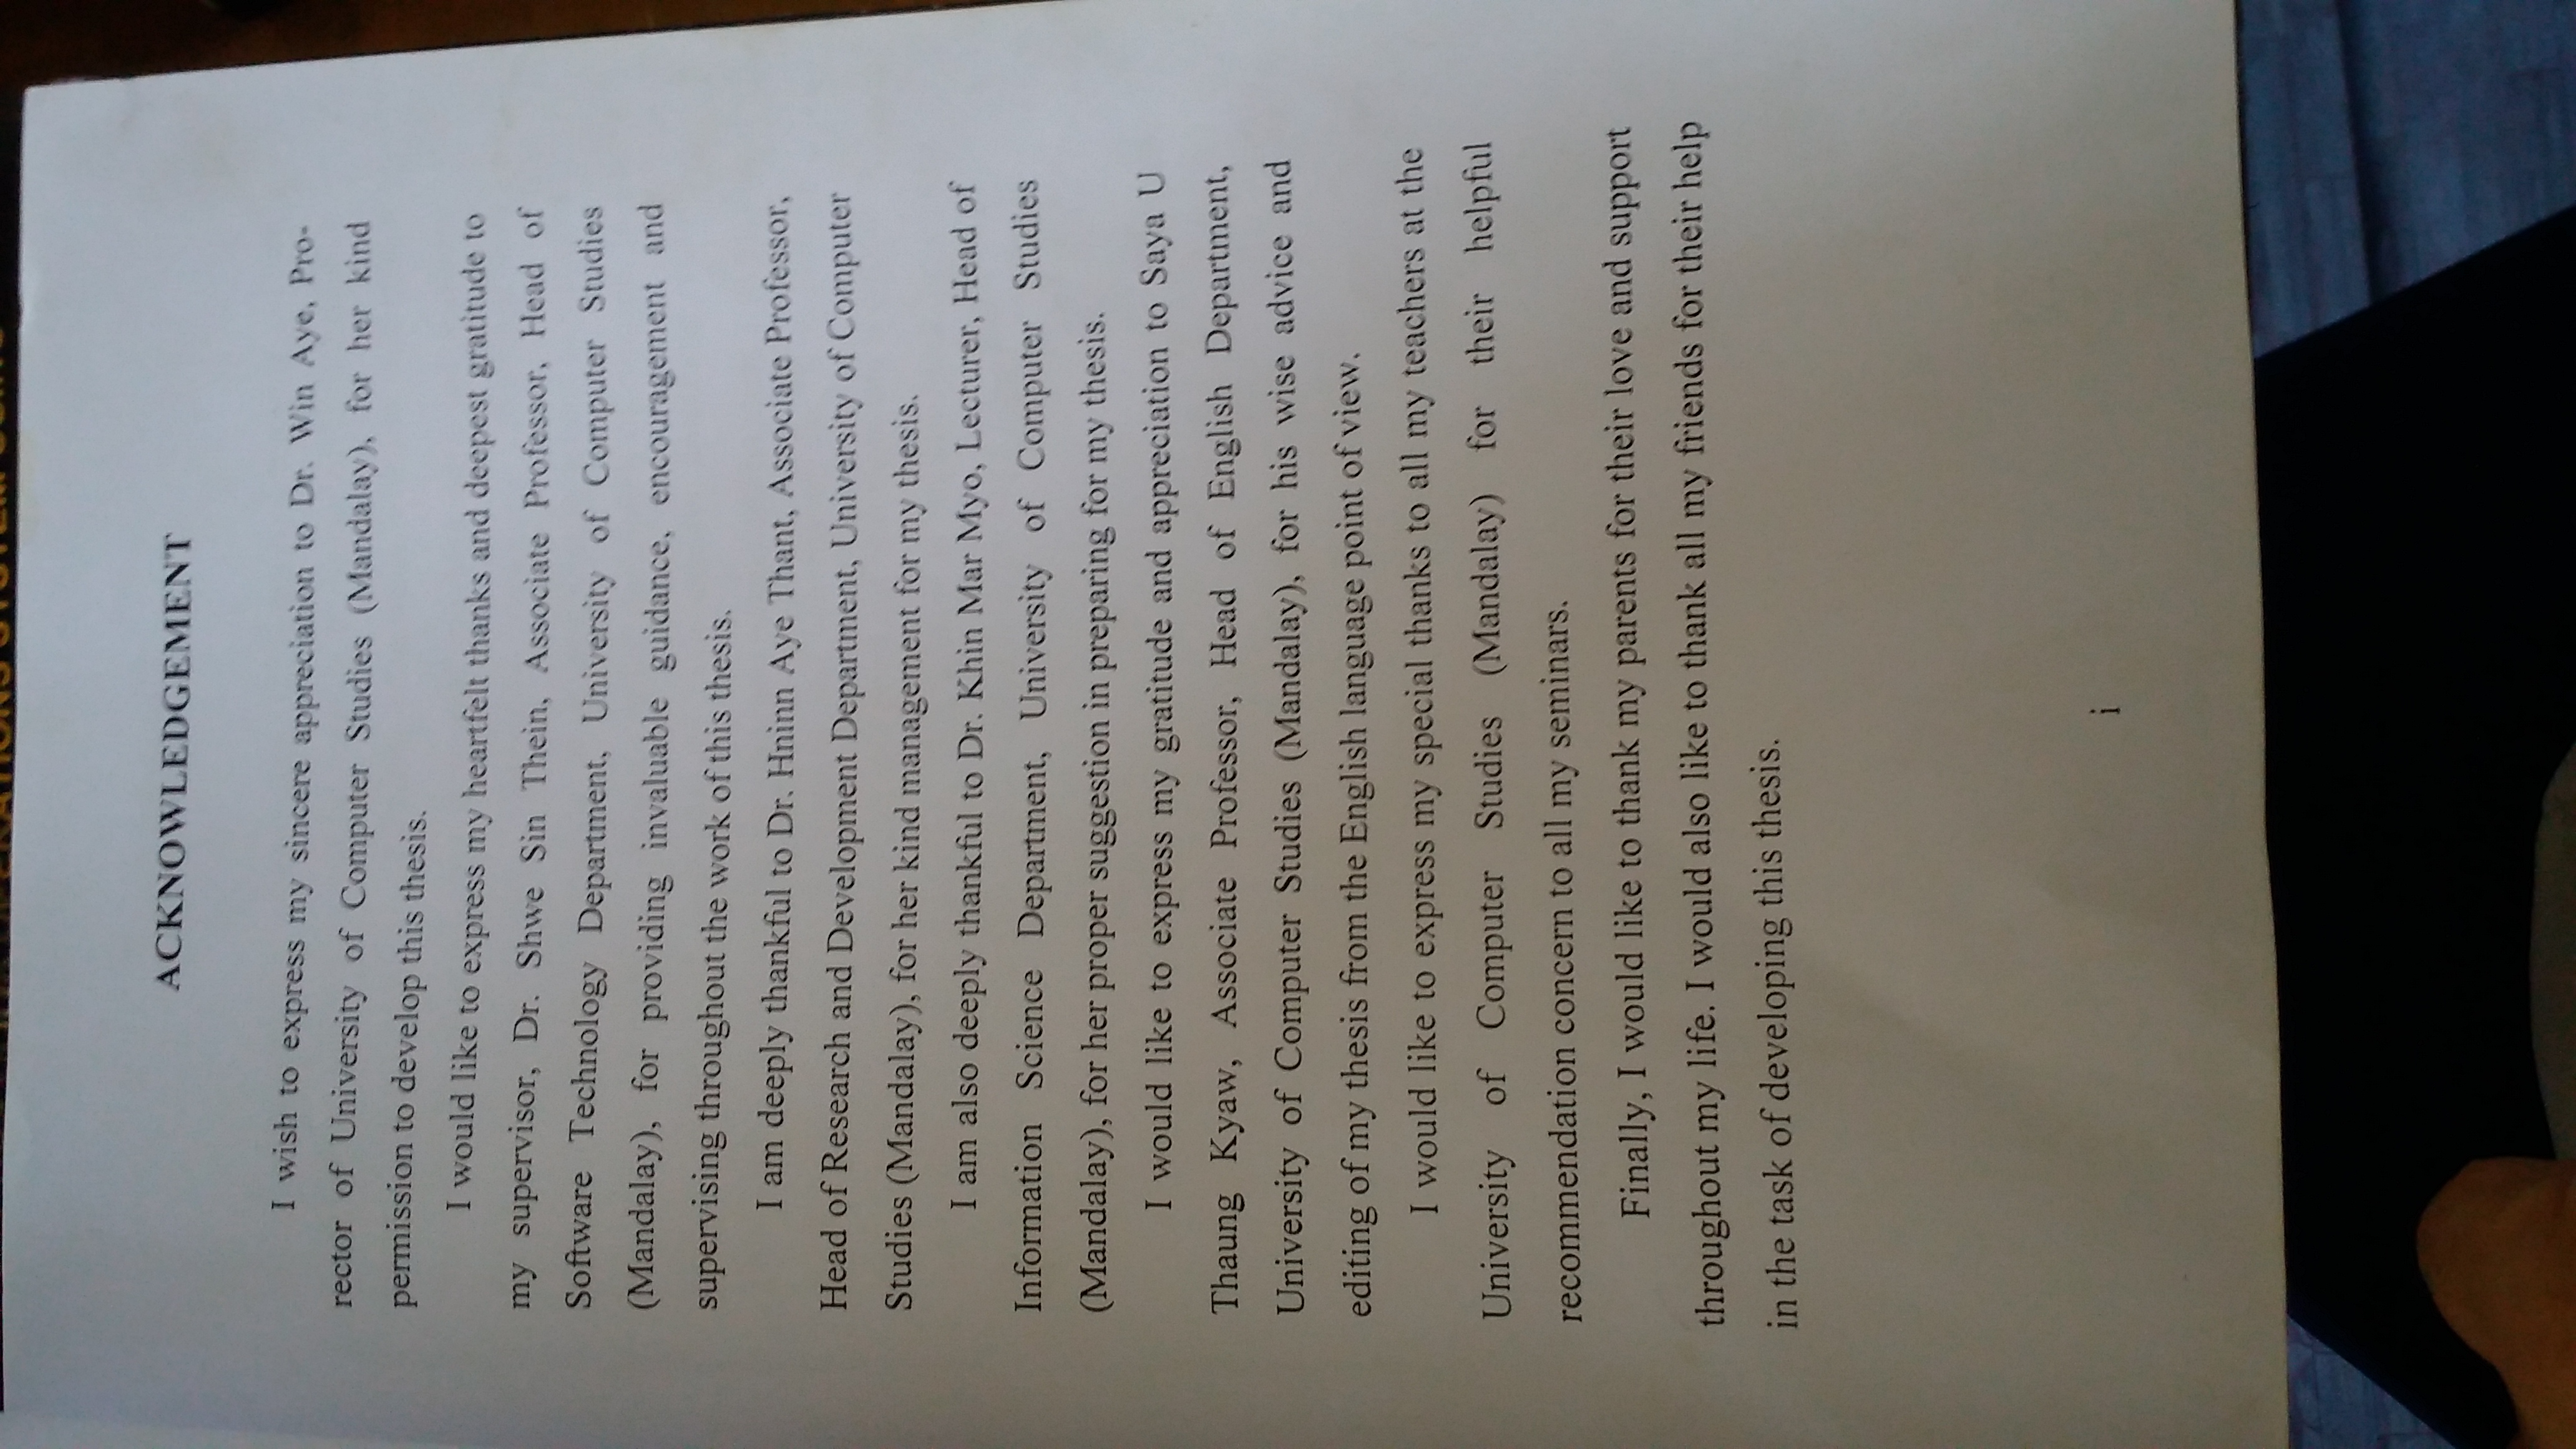 ACKNOWLEDGEMENT
I wish to express my sincere appreciation to Dr. Win Aye, Pro-
rector of University of Computer Studies (Mandalay), for her kind
permission to develop this thesis.
I would like to express my heartfelt thanks and deepest gratitude to
my supervisor, Dr. Shwe Sin Thein, Associate Professor, Head of
Software Technology Department, University of Computer Studies
(Mandalay), for providing invaluable guidance, encouragement and
supervising throughout the work of this thesis.
I am deeply thankful to Dr. Hninn Aye Thant, Associate Professor,
Head of Research and Development Department, University of Computer
Studies (Mandalay), for her kind management for my thesis.
I am also deeply thankful to Dr. Khin Mar Myo, Lecturer, Head of
Information Science Department, University of Computer Studies
(Mandalay), for her proper suggestion in preparing for my thesis.
I would like to express my gratitude and appreciation to Saya U
Thaung Kyaw, Associate Professor, Head of English Department,
University of Computer Studies (Mandalay), for his wise advice and
editing of my thesis from the English language point of view.
I would like to express my special thanks to all my teachers at the
University of Computer Studies (Mandalay) for their helpful
recommendation concern to all my seminars.
Finally, I would like to thank my parents for their love and support
throughout my life. I would also like to thank all my friends for their help
in the task of developing this thesis.
i